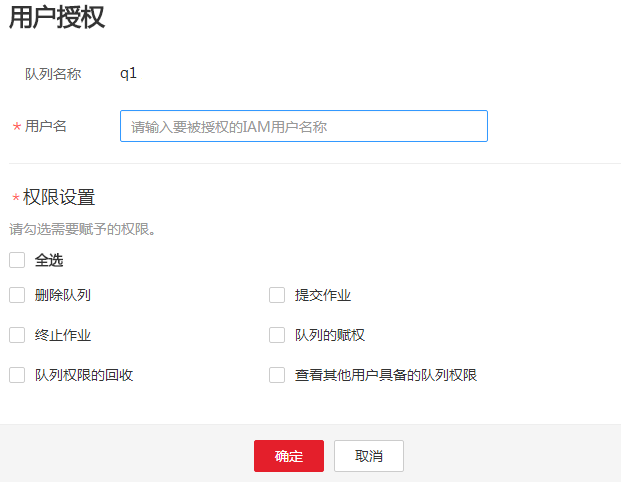 用户授权
队列名称 q1
* 用户名 请输入要被授权的IAM用户名称
* 权限设置
请勾选需要赋予的权限。
全选
删除队列 提交作业
终止作业 队列的赋权
队列权限的回收 查看其他用户具备的队列权限
确定 取消